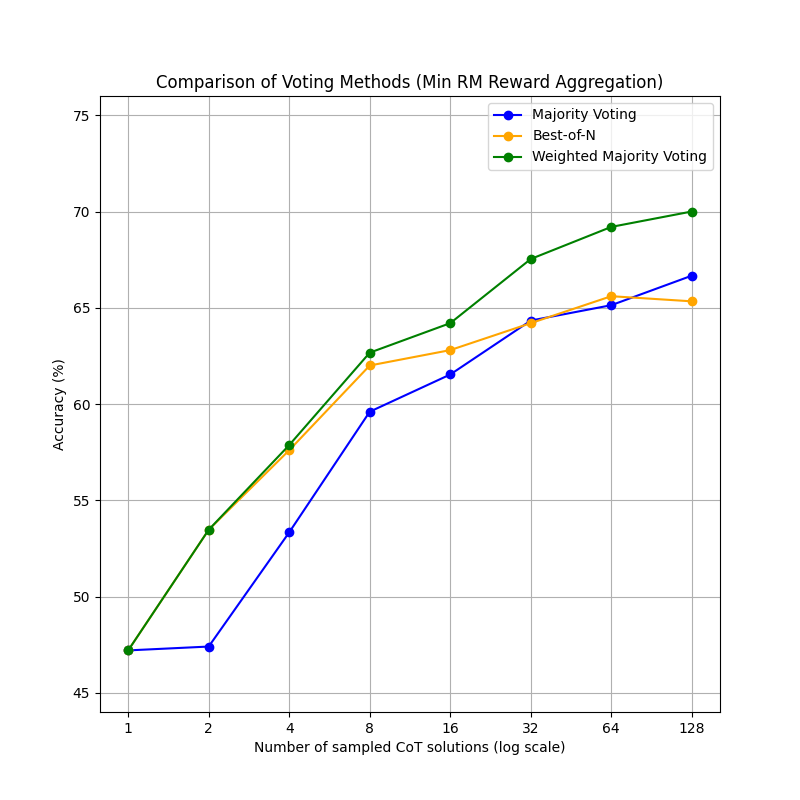 Comparison of Voting Methods (Min RM Reward Aggregation)
Majority Voting
Best-of-N
Weighted Majority Voting
75
70
65
60
55
50
45
Accuracy (%)
1 2 4 8 16 32 64 128
Number of sampled CoT solutions (log scale)